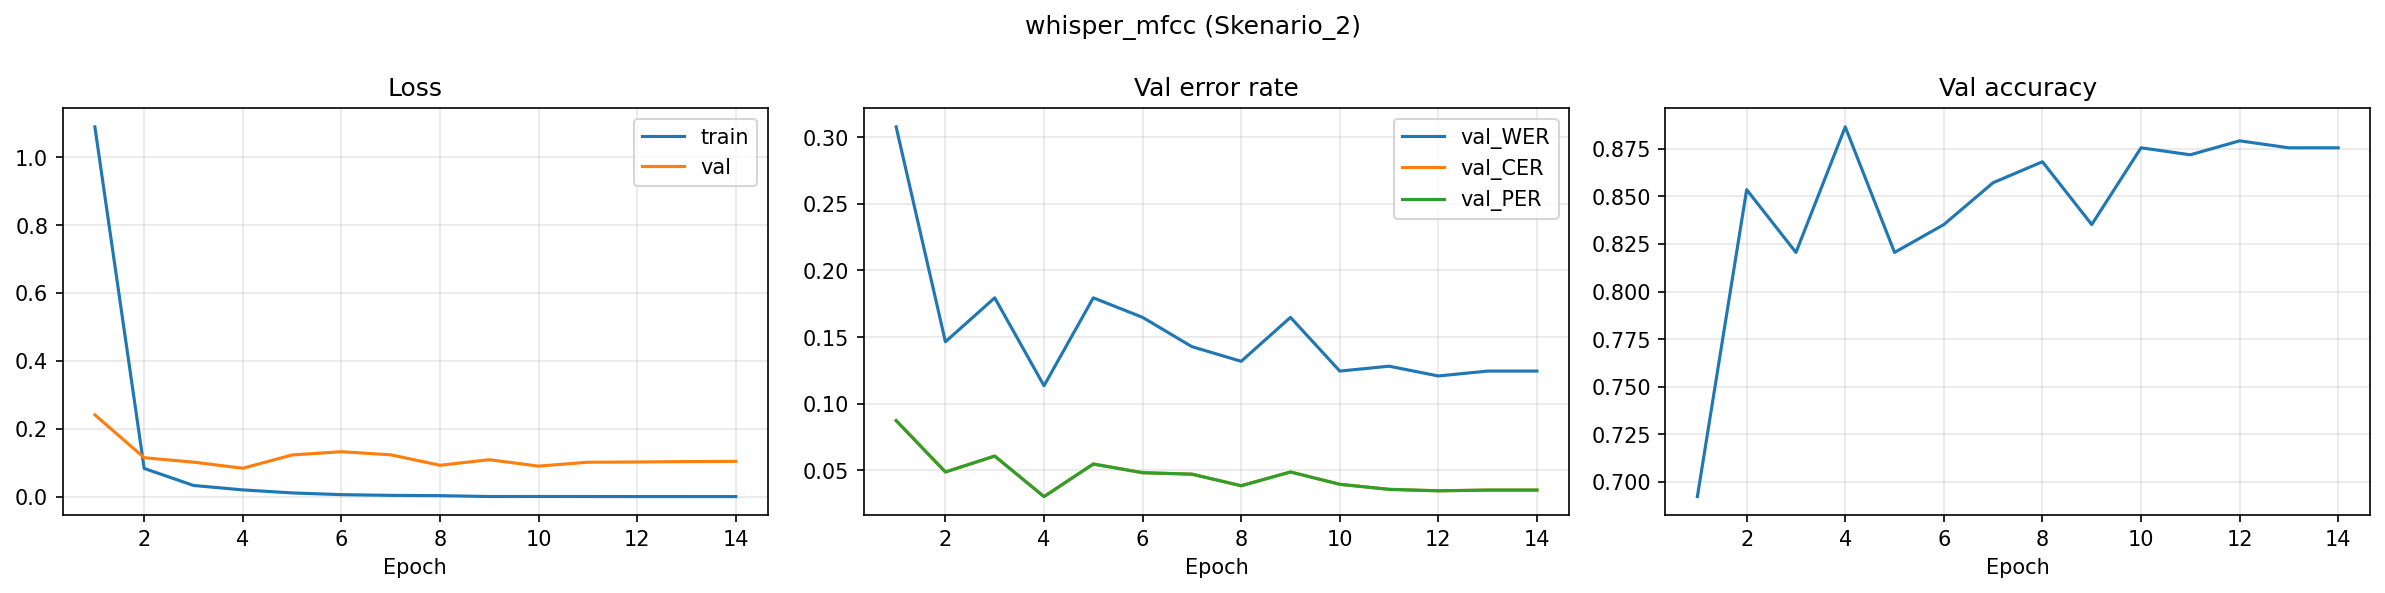 whisper_mfcc (Skenario_2)
Loss
1.0
0.8
0.6
0.4
0.2
0.0
train
val
2 4 6 8 10 12 14
Epoch
Val error rate
0.30
0.25
0.20
0.15
0.10
0.05
val_WER
val_CER
val_PER
2 4 6 8 10 12 14
Epoch
Val accuracy
0.875
0.850
0.825
0.800
0.775
0.750
0.725
0.700
2 4 6 8 10 12 14
Epoch